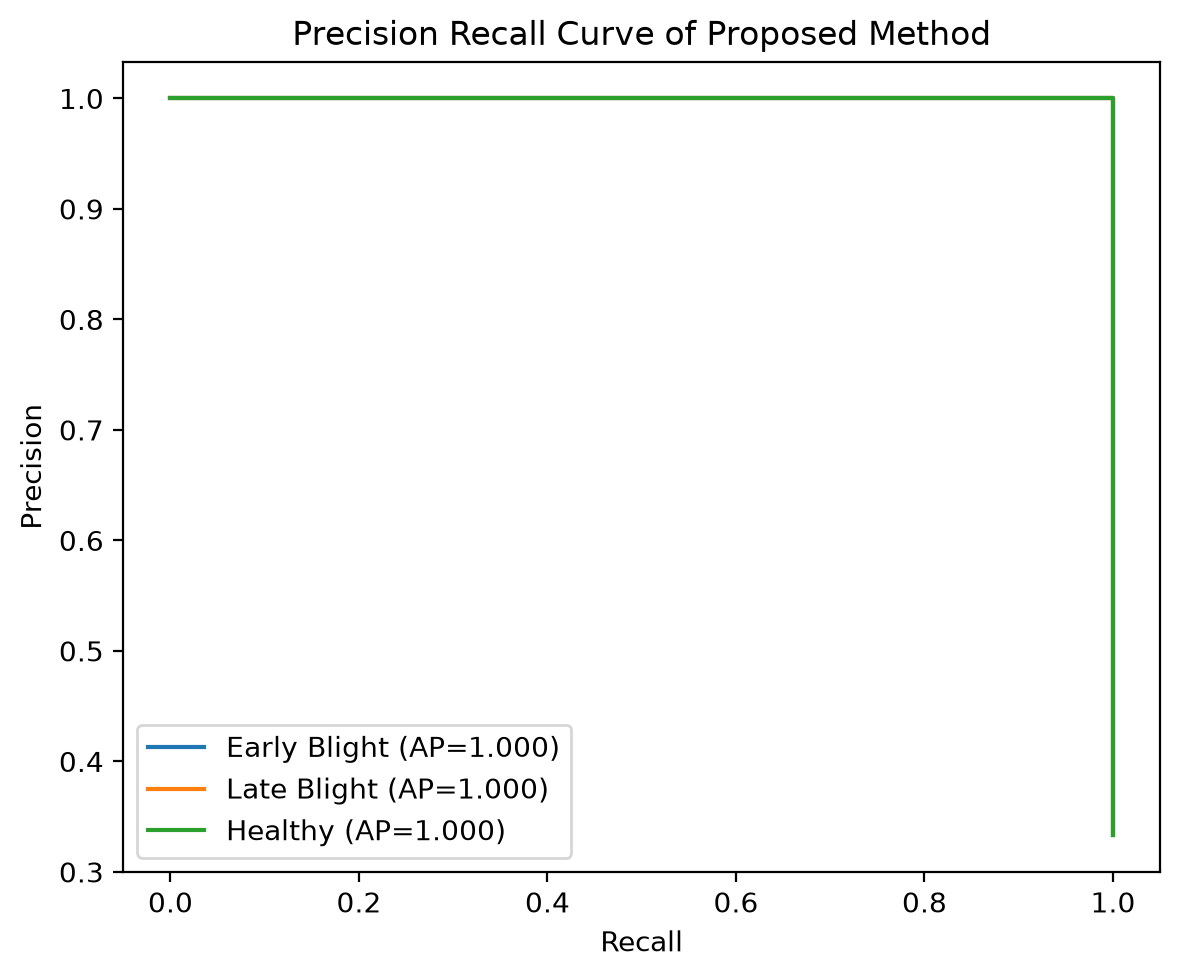 Precision Recall Curve of Proposed Method
1.0
0.9
0.8
0.7
0.6
0.5
0.4
0.3
Precision
Early Blight (AP=1.000)
Late Blight (AP=1.000)
Healthy (AP=1.000)
0.0 0.2 0.4 0.6 0.8 1.0
Recall